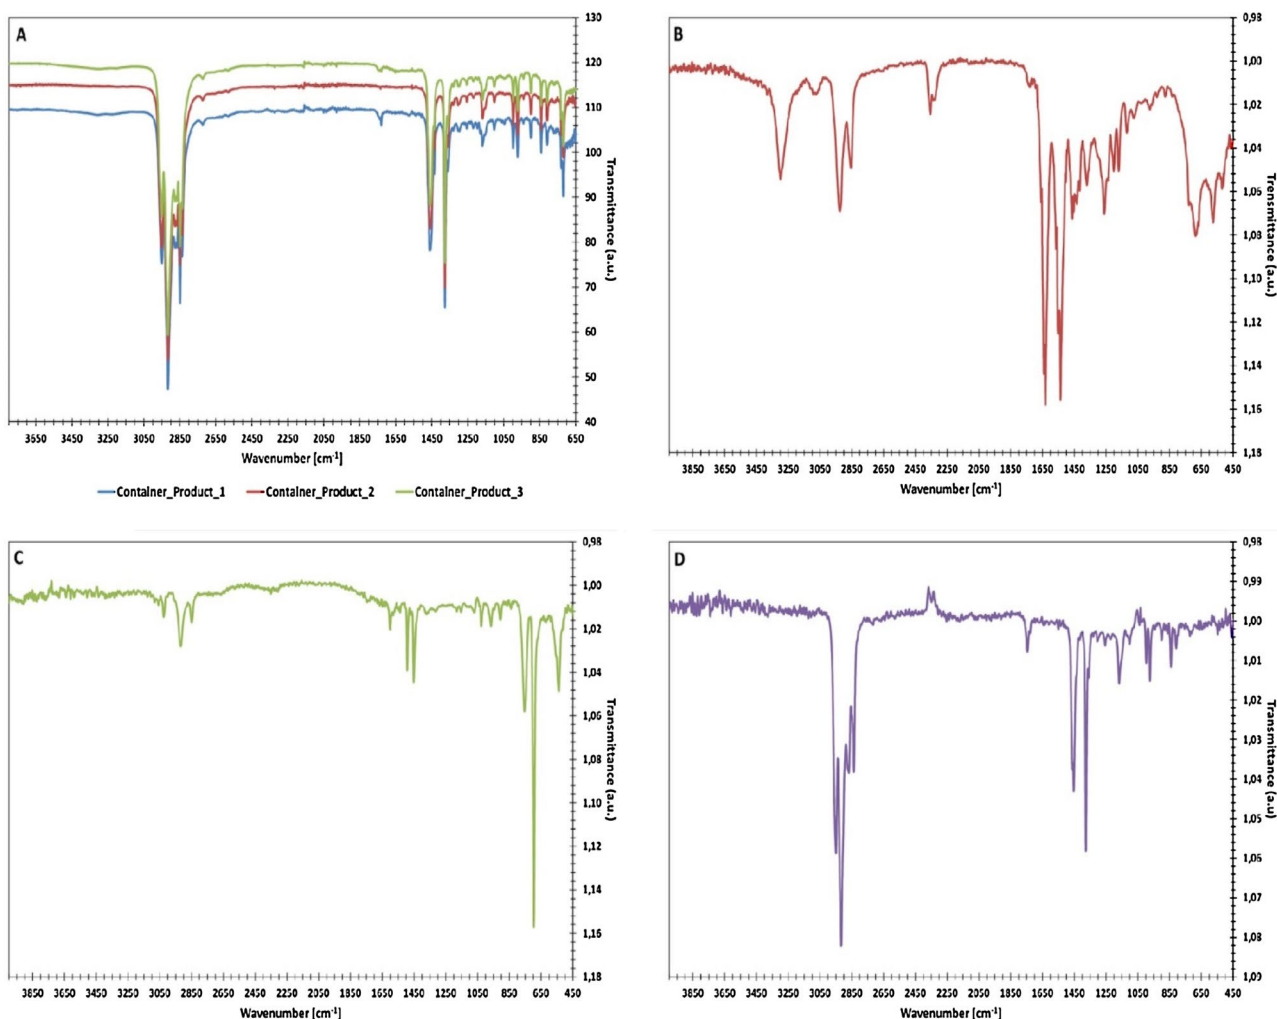 A
130
120
110
100
90
80
70
60
50
40
Transmittance (a.u.)
3650 3450 3250 3050 2850 2650 2450 2250 2050 1850 1650 1450 1250 1050 850 650
Wavenumber [cm-1]
Container_Product_1 Container_Product_2 Container_Product_3
B
0,98
1,00
1,02
1,04
1,06
1,08
1,10
1,12
1,14
1,16
1,18
Transmittance (a.u.)
3850 3650 3450 3250 3050 2850 2650 2450 2250 2050 1850 1650 1450 1250 1050 850 650 450
Wavenumber [cm-1]
C
0,98
1,00
1,02
1,04
1,06
1,08
1,10
1,12
1,14
1,16
1,18
Transmittance (a.u.)
3850 3650 3450 3250 3050 2850 2650 2450 2250 2050 1850 1650 1450 1250 1050 850 650 450
Wavenumber [cm-1]
D
0,98
0,99
1,00
1,01
1,02
1,03
1,04
1,05
1,06
1,07
1,08
1,09
Transmittance (a.u)
3850 3650 3450 3250 3050 2850 2650 2450 2250 2050 1850 1650 1450 1250 1050 850 650 450
Wavenumber [cm-1]